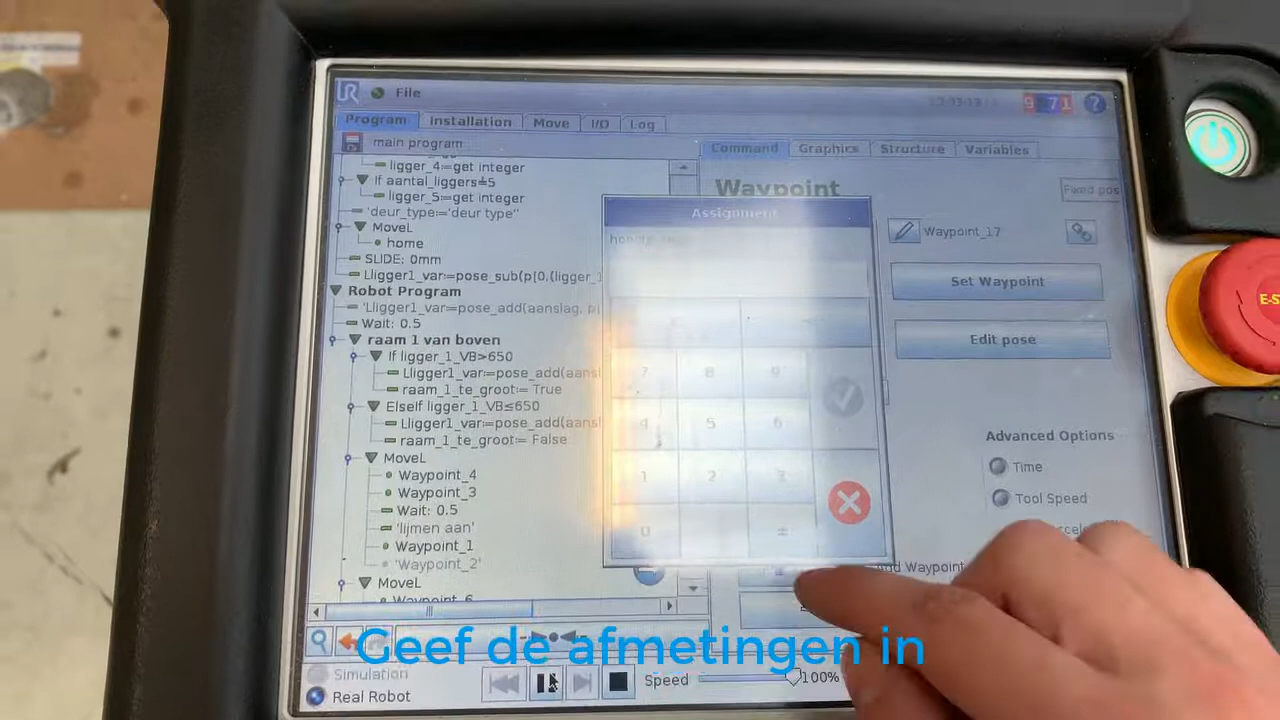 UR File
Program Installation Move I/O Log
main program
ligger_4:=get integer
If aantal_liggers≟5
ligger_5:=get integer
'deur_type:='deur type''
MoveL
home
SLIDE: 0mm
Lligger1_var:=pose_sub(p[0,(ligger_1
Robot Program
'Lligger1_var:=pose_add(aanslag, p[
Wait: 0.5
raam 1 van boven
If ligger_1_VB>650
Lligger1_var:=pose_add(aansl
raam_1_te_groot:= True
ElseIf ligger_1_VB≤650
Lligger1_var:=pose_add(aansl
raam_1_te_groot:= False
MoveL
Waypoint_4
Waypoint_3
Wait: 0.5
'lijmen aan'
Waypoint_1
'Waypoint_2'
MoveL
Waypoint_6
Simulation
Real Robot
Speed 100%
Command Graphics Structure Variables
Waypoint
Fixed pos
Waypoint_17
Set Waypoint
Edit pose
Advanced Options
Time
Tool Speed
Add Waypoint
Assignment
7 8 9
4 5 6
1 2 3
0 ±
E-S
Geef de afmetingen in